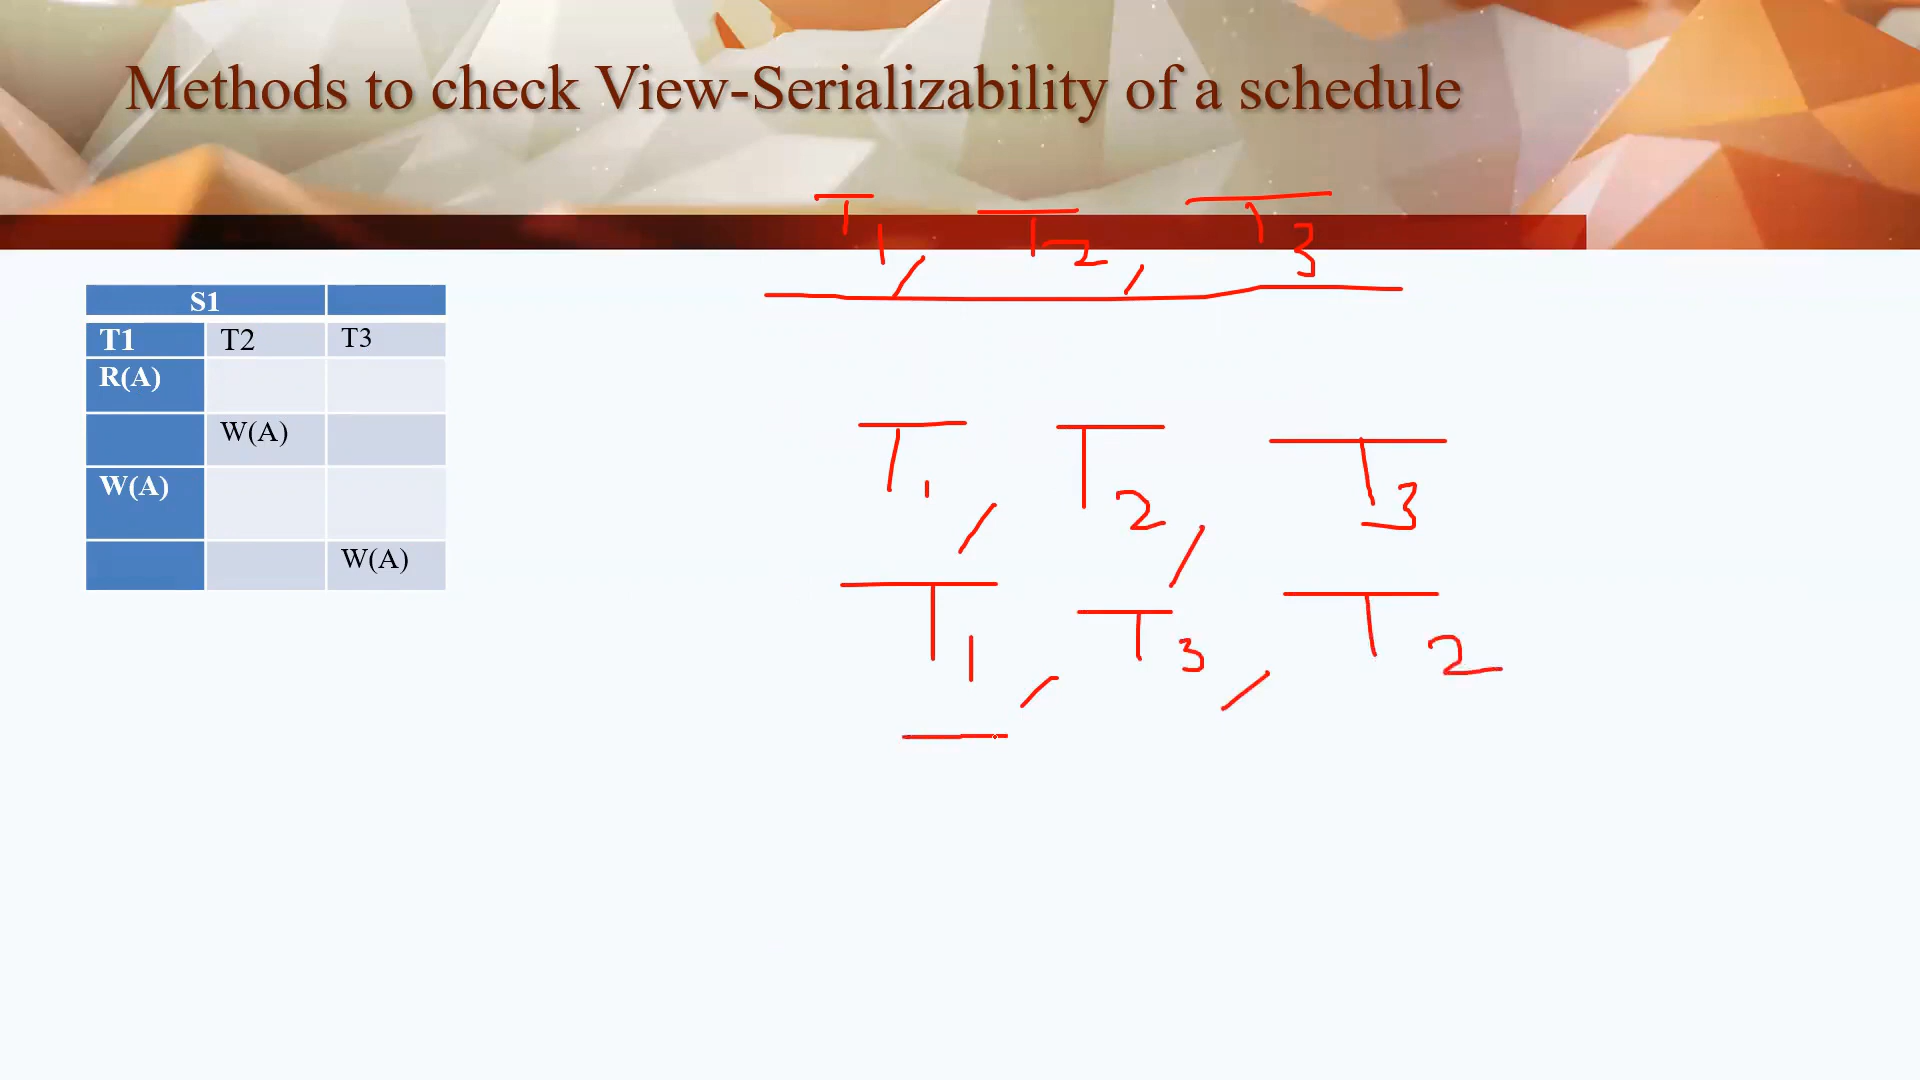 Methods to check View-Serializability of a schedule
T1, T2, T3
S1
T1 T2 T3
R(A)
W(A)
W(A)
W(A)
T1, T2, T3
T1, T3, T2